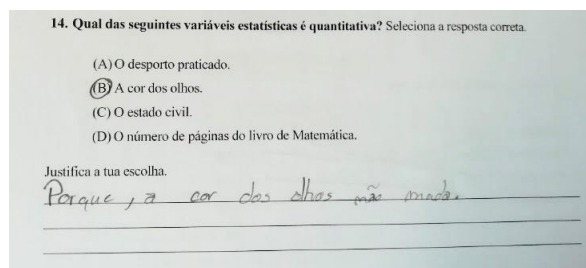 14. Qual das seguintes variáveis estatísticas é quantitativa? Seleciona a resposta correta.
(A) O desporto praticado.
(B) A cor dos olhos.
(C) O estado civil.
(D) O número de páginas do livro de Matemática.
Justifica a tua escolha.
Porque, a cor dos olhos não muda.